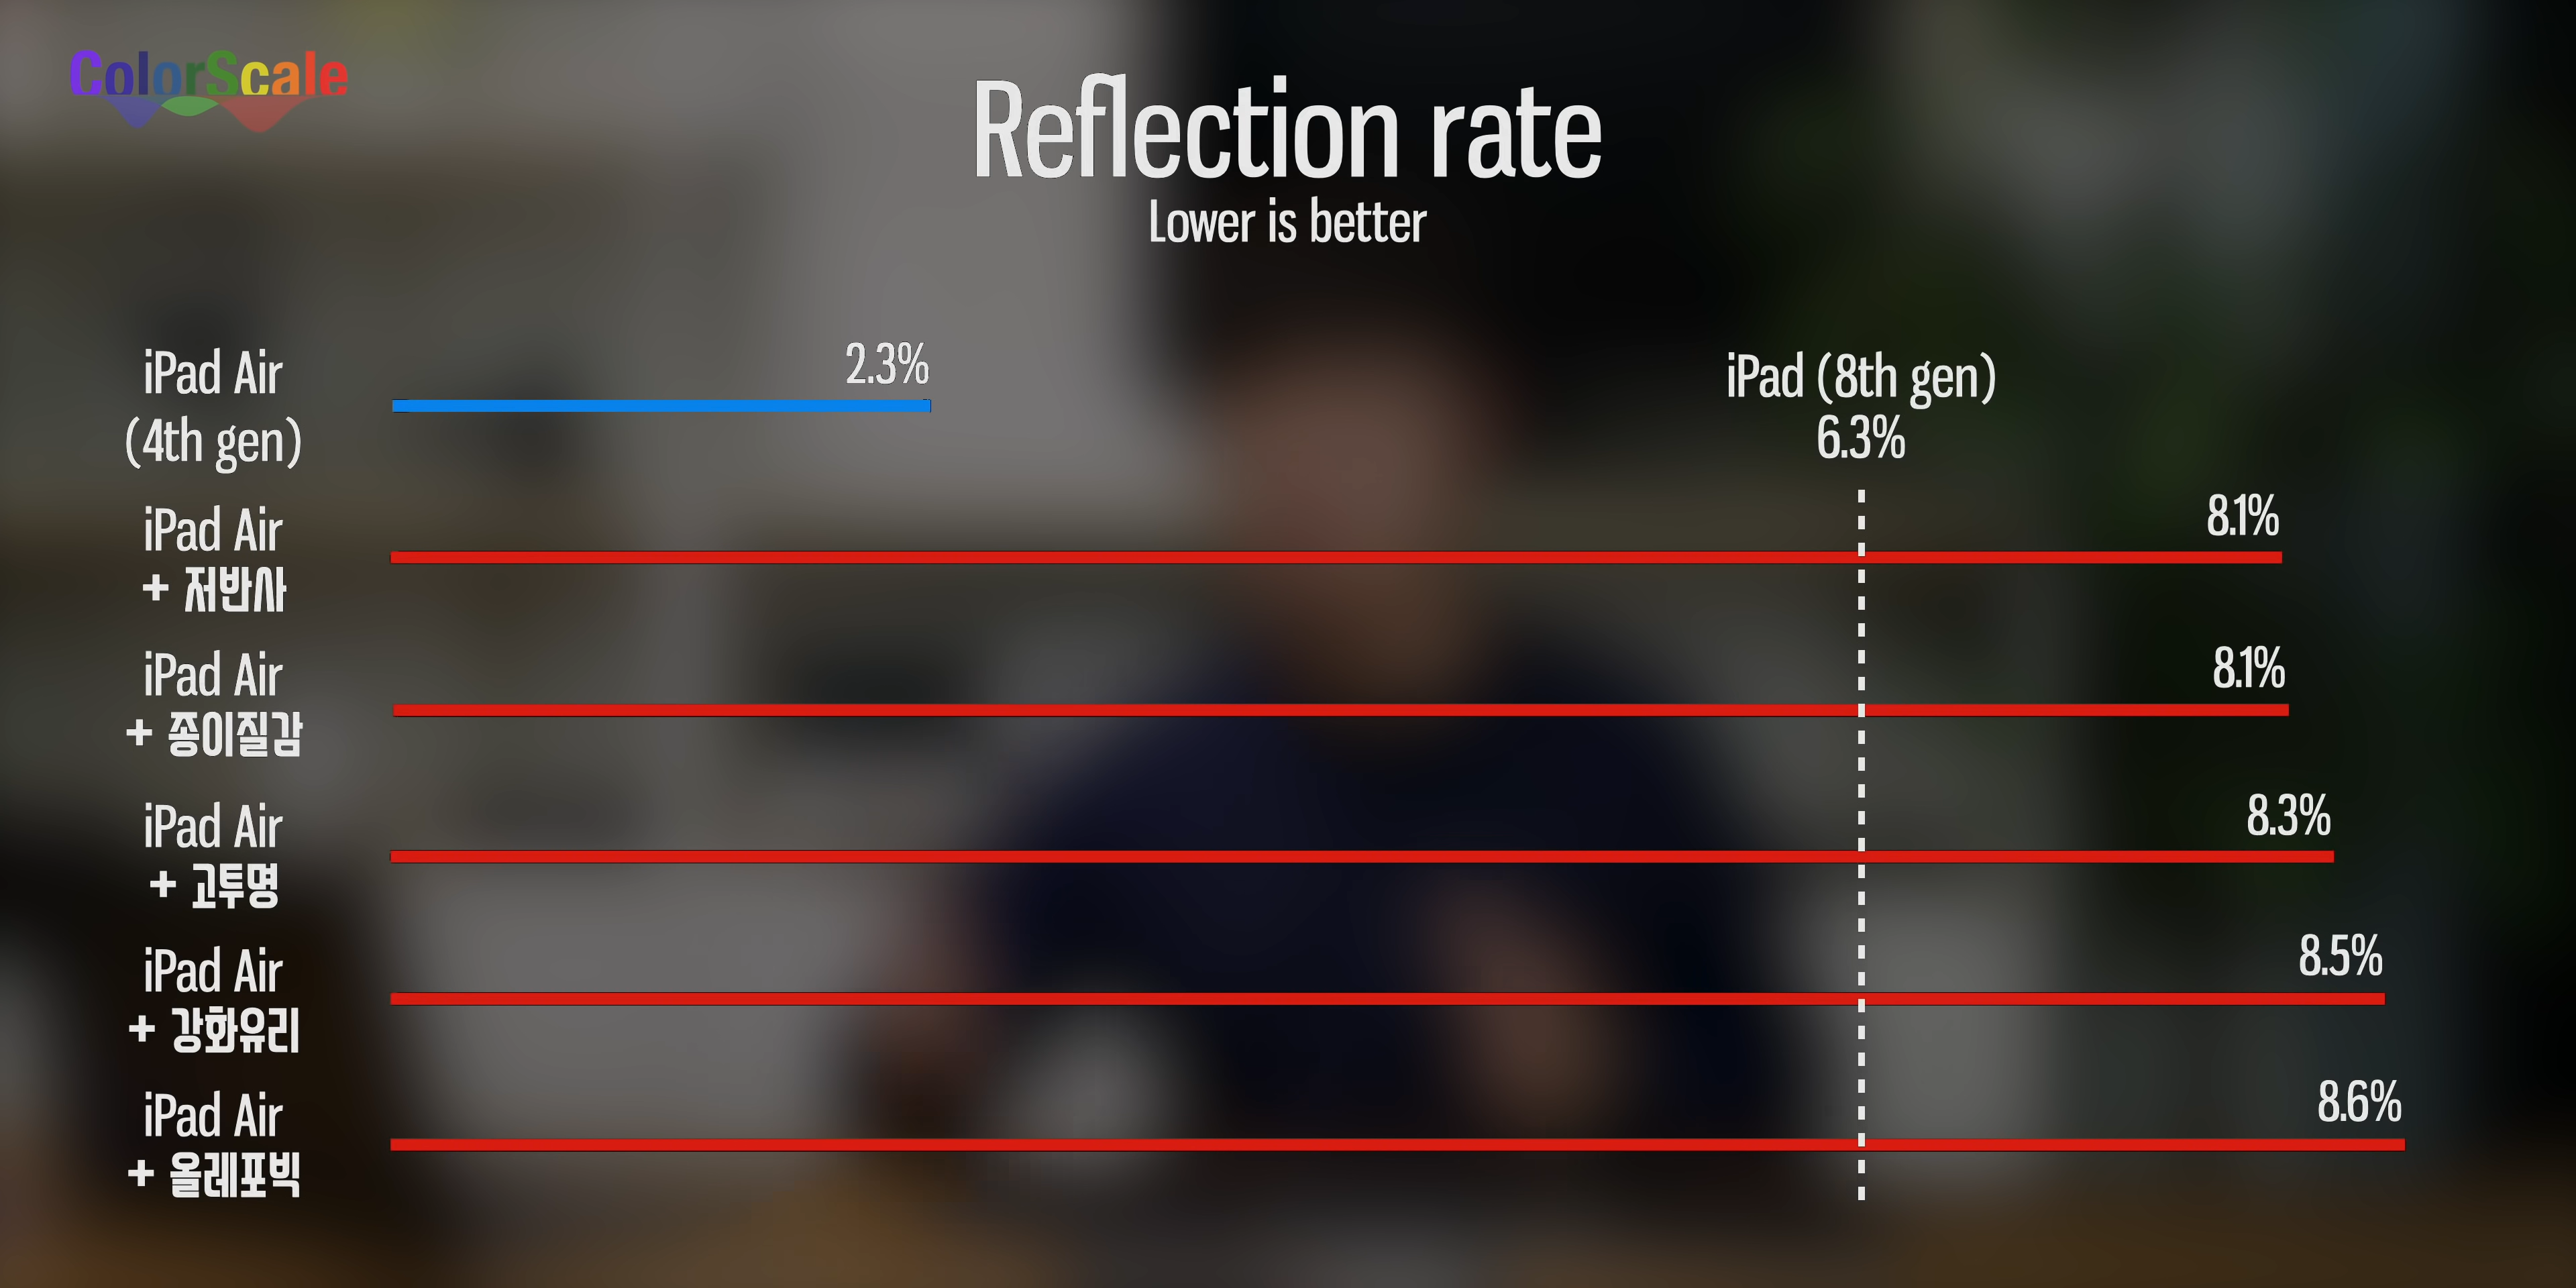 ColorScale
Reflection rate
Lower is better
iPad Air
(4th gen)
2.3%
iPad (8th gen)
6.3%
iPad Air
+ 저반사
8.1%
iPad Air
+ 종이질감
8.1%
iPad Air
+ 고투명
8.3%
iPad Air
+ 강화유리
8.5%
iPad Air
+ 올레포빅
8.6%